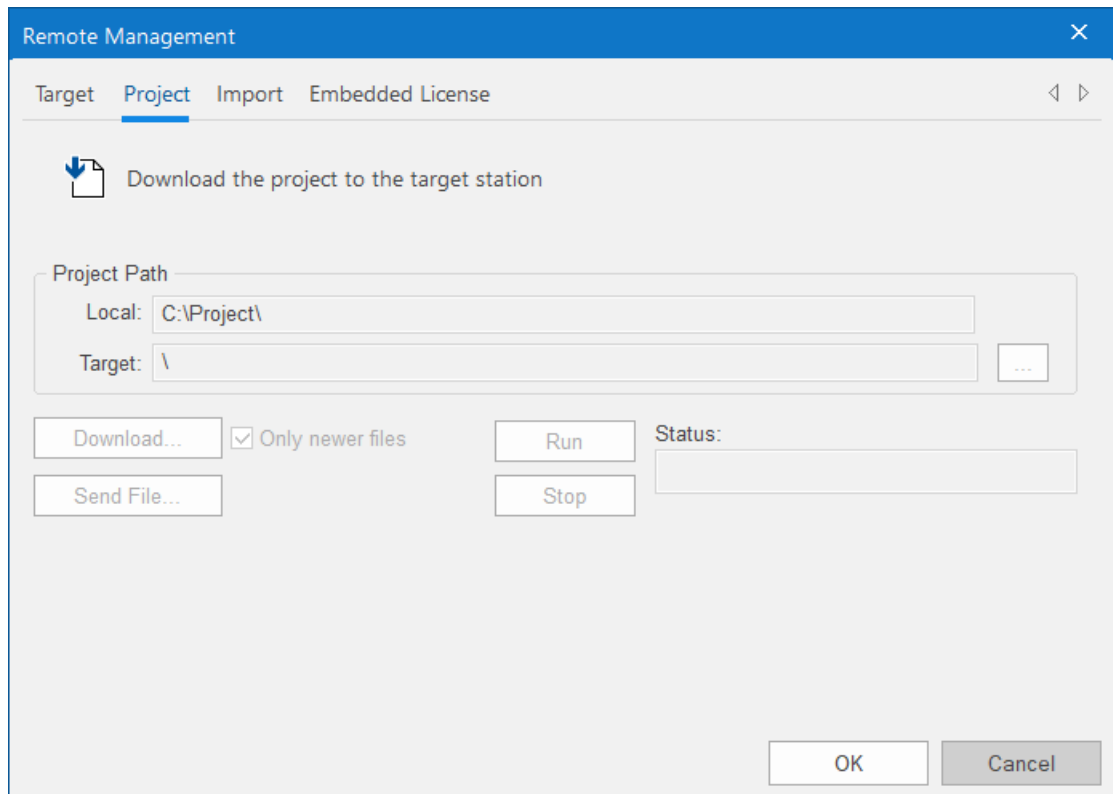 Remote Management
Target Project Import Embedded License
Download the project to the target station
Project Path
Local: C:\Project\
Target: \ ...
Download... Only newer files Run Status:
Send File... Stop
OK Cancel